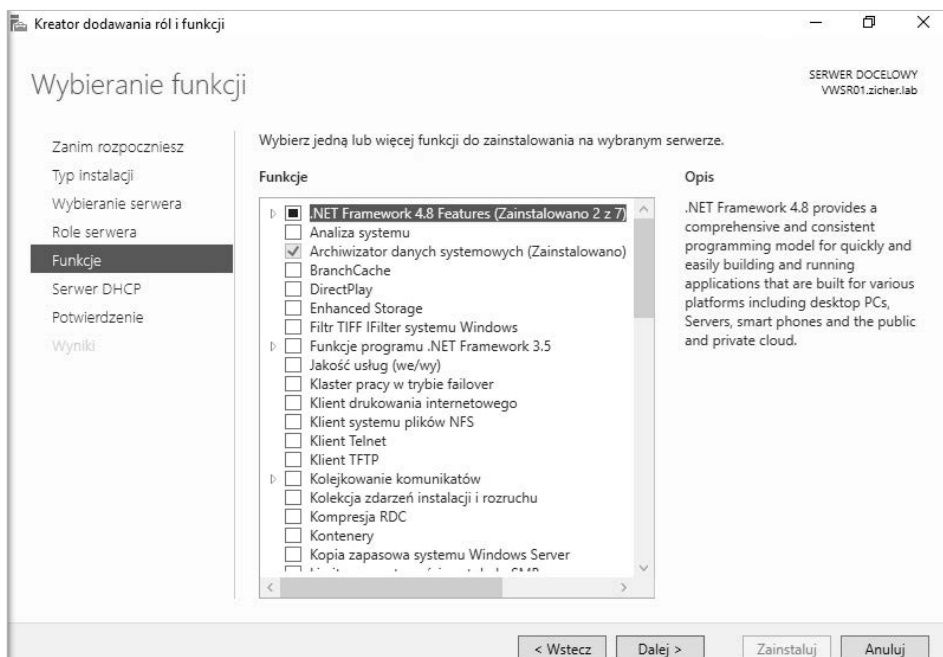 Kreator dodawania ról i funkcji
Wybieranie funkcji
SERWER DOCELOWY
VWSR01.zicher.lab
Zanim rozpoczniesz
Typ instalacji
Wybieranie serwera
Role serwera
Funkcje
Serwer DHCP
Potwierdzenie
Wyniki
Wybierz jedną lub więcej funkcji do zainstalowania na wybranym serwerze.
Funkcje
.NET Framework 4.8 Features (Zainstalowano 2 z 7)
Analiza systemu
Archiwizator danych systemowych (Zainstalowano)
BranchCache
DirectPlay
Enhanced Storage
Filtr TIFF IFilter systemu Windows
Funkcje programu .NET Framework 3.5
Jakość usług (we/wy)
Klaster pracy w trybie failover
Klient drukowania internetowego
Klient systemu plików NFS
Klient Telnet
Klient TFTP
Kolejkowanie komunikatów
Kolekcja zdarzeń instalacji i rozruchu
Kompresja RDC
Kontenery
Kopia zapasowa systemu Windows Server
Opis
.NET Framework 4.8 provides a
comprehensive and consistent
programming model for quickly and
easily building and running
applications that are built for various
platforms including desktop PCs,
Servers, smart phones and the public
and private cloud.
< Wstecz
Dalej >
Zainstaluj
Anuluj